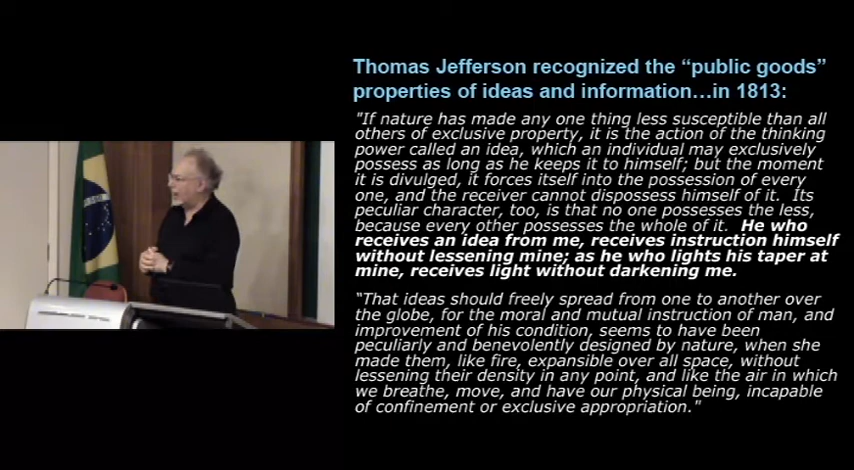 Thomas Jefferson recognized the “public goods”
properties of ideas and information…in 1813:
"If nature has made any one thing less susceptible than all
others of exclusive property, it is the action of the thinking
power called an idea, which an individual may exclusively
possess as long as he keeps it to himself; but the moment
it is divulged, it forces itself into the possession of every
one, and the receiver cannot dispossess himself of it.  Its
peculiar character, too, is that no one possesses the less,
because every other possesses the whole of it.  He who
receives an idea from me, receives instruction himself
without lessening mine; as he who lights his taper at
mine, receives light without darkening me.
“That ideas should freely spread from one to another over
the globe, for the moral and mutual instruction of man, and
improvement of his condition, seems to have been
peculiarly and benevolently designed by nature, when she
made them, like fire, expansible over all space, without
lessening their density in any point, and like the air in which
we breathe, move, and have our physical being, incapable
of confinement or exclusive appropriation."